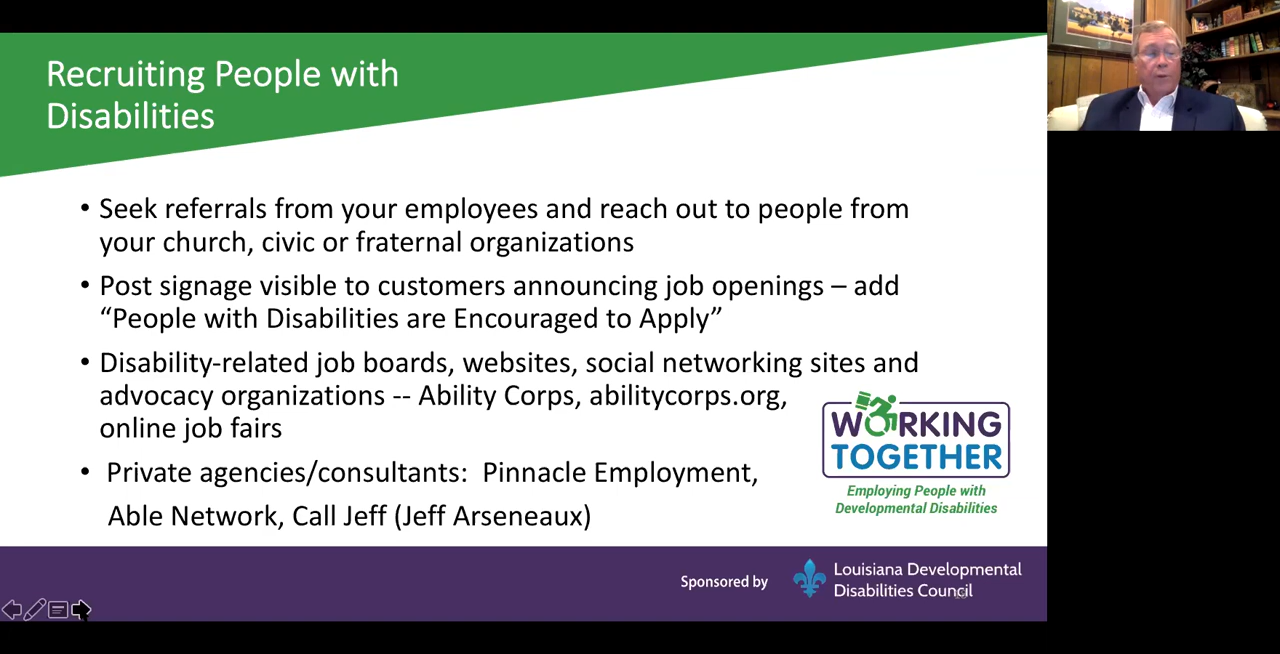 Recruiting People with
Disabilities
• Seek referrals from your employees and reach out to people from
your church, civic or fraternal organizations
• Post signage visible to customers announcing job openings – add
“People with Disabilities are Encouraged to Apply”
• Disability-related job boards, websites, social networking sites and
advocacy organizations -- Ability Corps, abilitycorps.org,
online job fairs
• Private agencies/consultants: Pinnacle Employment,
Able Network, Call Jeff (Jeff Arseneaux)
WORKING
TOGETHER
Employing People with
Developmental Disabilities
Sponsored by
Louisiana Developmental
Disabilities Council